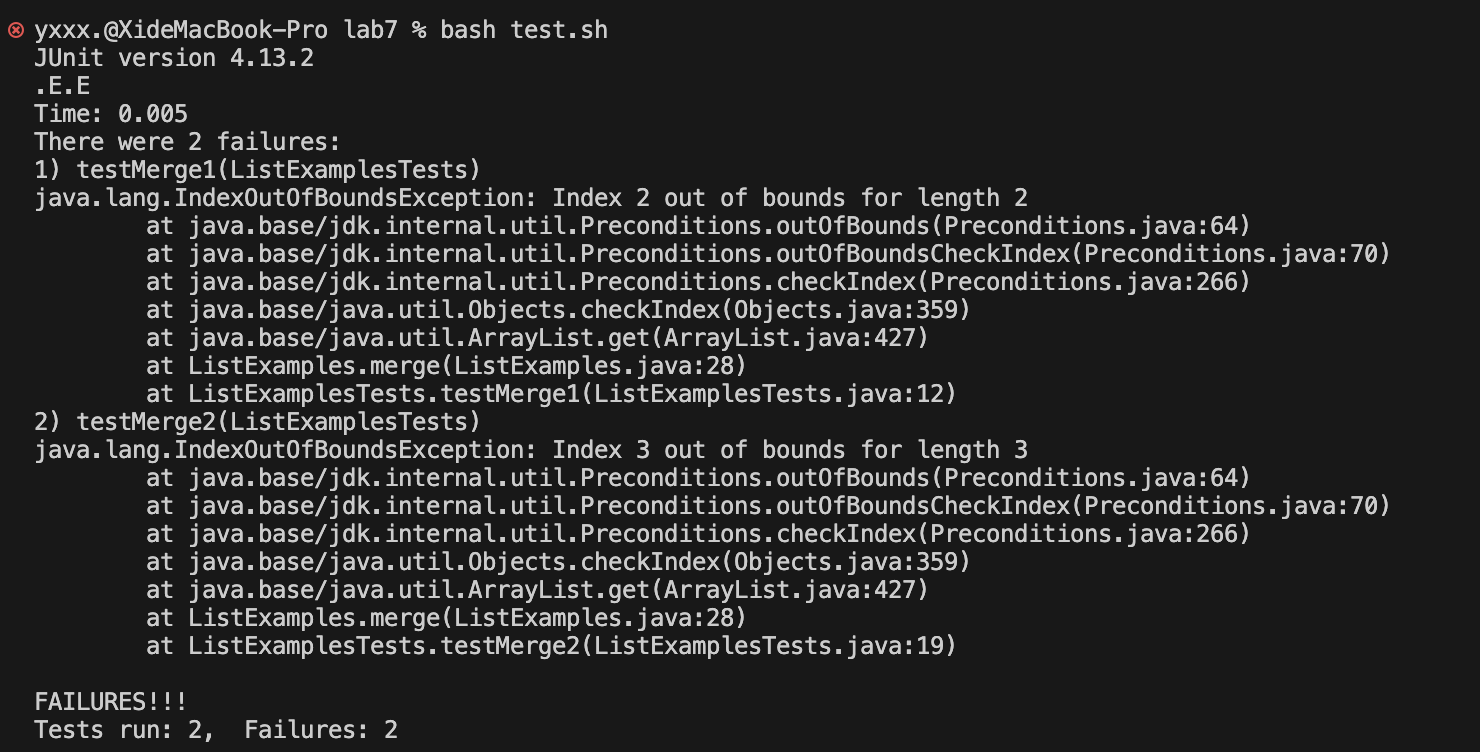 yxxx.@XideMacBook-Pro lab7 % bash test.sh
JUnit version 4.13.2
.E.E
Time: 0.005
There were 2 failures:
1) testMerge1(ListExamplesTests)
java.lang.IndexOutOfBoundsException: Index 2 out of bounds for length 2
        at java.base/jdk.internal.util.Preconditions.outOfBounds(Preconditions.java:64)
        at java.base/jdk.internal.util.Preconditions.outOfBoundsCheckIndex(Preconditions.java:70)
        at java.base/jdk.internal.util.Preconditions.checkIndex(Preconditions.java:266)
        at java.base/java.util.Objects.checkIndex(Objects.java:359)
        at java.base/java.util.ArrayList.get(ArrayList.java:427)
        at ListExamples.merge(ListExamples.java:28)
        at ListExamplesTests.testMerge1(ListExamplesTests.java:12)
2) testMerge2(ListExamplesTests)
java.lang.IndexOutOfBoundsException: Index 3 out of bounds for length 3
        at java.base/jdk.internal.util.Preconditions.outOfBounds(Preconditions.java:64)
        at java.base/jdk.internal.util.Preconditions.outOfBoundsCheckIndex(Preconditions.java:70)
        at java.base/jdk.internal.util.Preconditions.checkIndex(Preconditions.java:266)
        at java.base/java.util.Objects.checkIndex(Objects.java:359)
        at java.base/java.util.ArrayList.get(ArrayList.java:427)
        at ListExamples.merge(ListExamples.java:28)
        at ListExamplesTests.testMerge2(ListExamplesTests.java:19)

FAILURES!!!
Tests run: 2,  Failures: 2